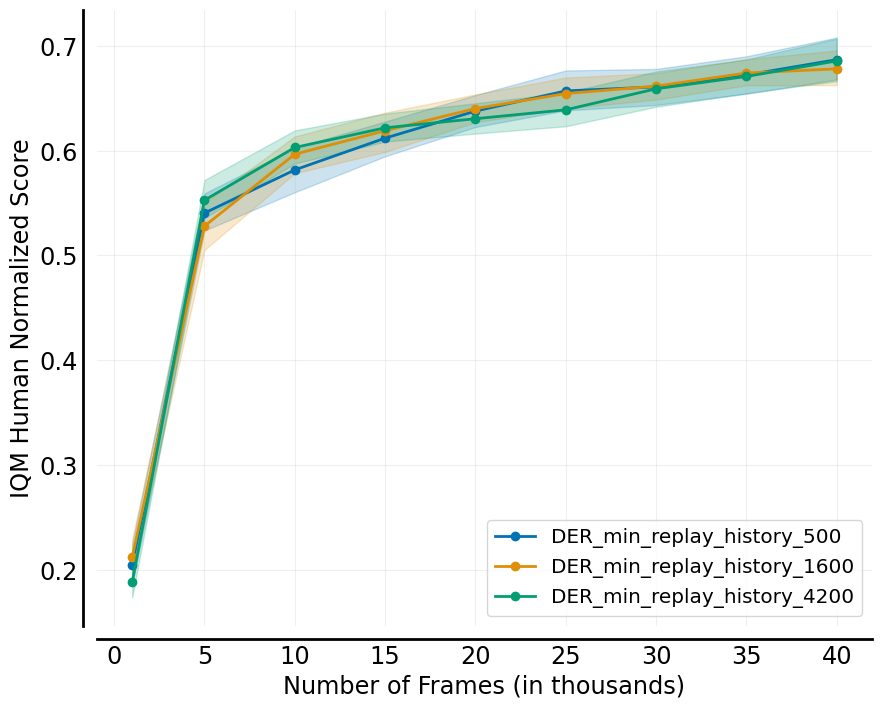 IQM Human Normalized Score
0.7
0.6
0.5
0.4
0.3
0.2
DER_min_replay_history_500
DER_min_replay_history_1600
DER_min_replay_history_4200
0 5 10 15 20 25 30 35 40
Number of Frames (in thousands)